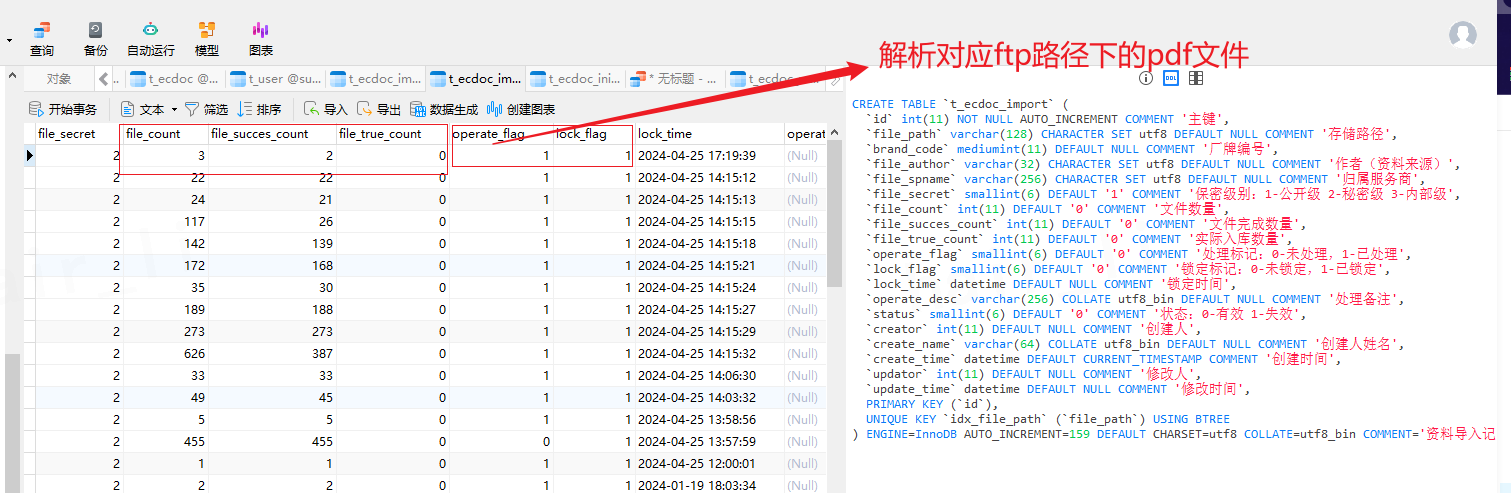 查询 备份 自动运行 模型 图表
解析对应ftp路径下的pdf文件
对象 t_ecdoc @... t_user @su... t_ecdoc_im... t_ecdoc_im... t_ecdoc_ini... * 无标题 - ... t_ecdoc
开始事务 文本 筛选 排序 导入 导出 数据生成 创建图表
file_secret file_count file_succes_count file_true_count operate_flag lock_flag lock_time operat
2 3 2 0 1 1 2024-04-25 17:19:39 (Null)
2 22 22 0 1 1 2024-04-25 14:15:12 (Null)
2 24 21 0 1 1 2024-04-25 14:15:13 (Null)
2 117 26 0 1 1 2024-04-25 14:15:15 (Null)
2 142 139 0 1 1 2024-04-25 14:15:18 (Null)
2 172 168 0 1 1 2024-04-25 14:15:21 (Null)
2 35 30 0 1 1 2024-04-25 14:15:24 (Null)
2 189 188 0 1 1 2024-04-25 14:15:27 (Null)
2 273 273 0 1 1 2024-04-25 14:15:29 (Null)
2 626 387 0 1 1 2024-04-25 14:15:32 (Null)
2 33 33 0 1 1 2024-04-25 14:06:30 (Null)
2 49 45 0 1 1 2024-04-25 14:03:32 (Null)
2 5 5 0 1 1 2024-04-25 13:58:56 (Null)
2 455 455 0 0 1 2024-04-25 13:57:59 (Null)
2 1 1 0 1 1 2024-04-25 12:00:01 (Null)
2 2 2 0 1 1 2024-01-19 18:03:34 (Null)
DDL
CREATE TABLE `t_ecdoc_import` (
`id` int(11) NOT NULL AUTO_INCREMENT COMMENT '主键',
`file_path` varchar(128) CHARACTER SET utf8 DEFAULT NULL COMMENT '存储路径',
`brand_code` mediumint(11) DEFAULT NULL COMMENT '厂牌编号',
`file_author` varchar(32) CHARACTER SET utf8 DEFAULT NULL COMMENT '作者（资料来源）',
`file_spname` varchar(256) CHARACTER SET utf8 DEFAULT NULL COMMENT '归属服务商',
`file_secret` smallint(6) DEFAULT '1' COMMENT '保密级别：1-公开级 2-秘密级 3-内部级',
`file_count` int(11) DEFAULT '0' COMMENT '文件数量',
`file_succes_count` int(11) DEFAULT '0' COMMENT '文件完成数量',
`file_true_count` int(11) DEFAULT '0' COMMENT '实际入库数量',
`operate_flag` smallint(6) DEFAULT '0' COMMENT '处理标记：0-未处理，1-已处理',
`lock_flag` smallint(6) DEFAULT '0' COMMENT '锁定标记：0-未锁定，1-已锁定',
`lock_time` datetime DEFAULT NULL COMMENT '锁定时间',
`operate_desc` varchar(256) COLLATE utf8_bin DEFAULT NULL COMMENT '处理备注',
`status` smallint(6) DEFAULT '0' COMMENT '状态：0-有效 1-失效',
`creator` int(11) DEFAULT NULL COMMENT '创建人',
`create_name` varchar(64) COLLATE utf8_bin DEFAULT NULL COMMENT '创建人姓名',
`create_time` datetime DEFAULT CURRENT_TIMESTAMP COMMENT '创建时间',
`updator` int(11) DEFAULT NULL COMMENT '修改人',
`update_time` datetime DEFAULT NULL COMMENT '修改时间',
PRIMARY KEY (`id`),
UNIQUE KEY `idx_file_path` (`file_path`) USING BTREE
) ENGINE=InnoDB AUTO_INCREMENT=159 DEFAULT CHARSET=utf8 COLLATE=utf8_bin COMMENT='资料导入记